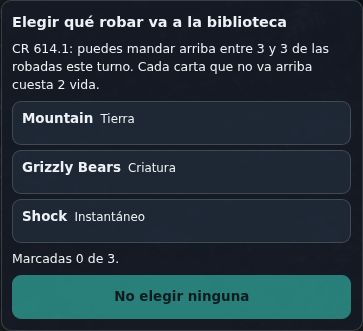 Elegir qué robar va a la biblioteca
CR 614.1: puedes mandar arriba entre 3 y 3 de las
robadas este turno. Cada carta que no va arriba
cuesta 2 vida.
Mountain Tierra
Grizzly Bears Criatura
Shock Instantáneo
Marcadas 0 de 3.
No elegir ninguna